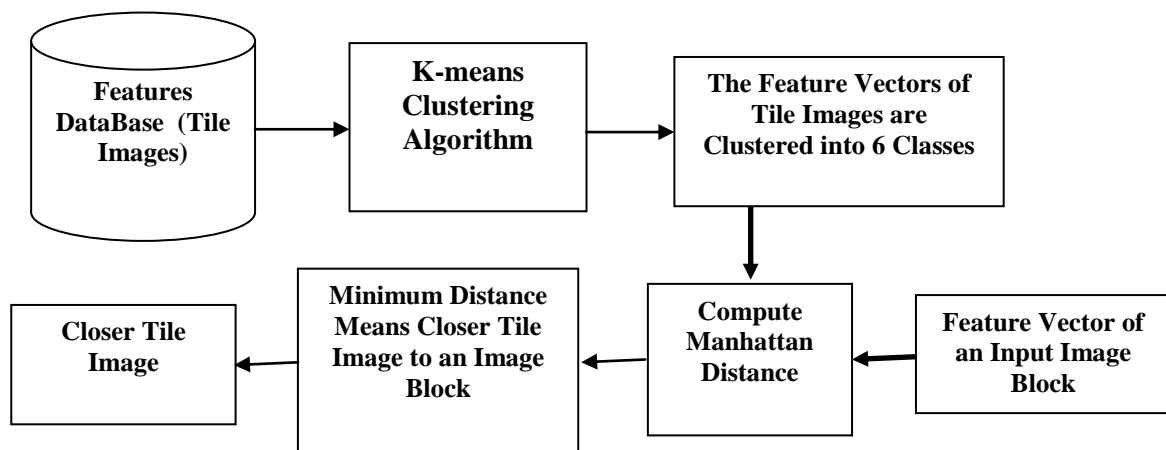 Features
DataBase (Tile
Images)
K-means
Clustering
Algorithm
The Feature Vectors of
Tile Images are
Clustered into 6 Classes
Closer Tile
Image
Minimum Distance
Means Closer Tile
Image to an Image
Block
Compute
Manhattan
Distance
Feature Vector of
an Input Image
Block